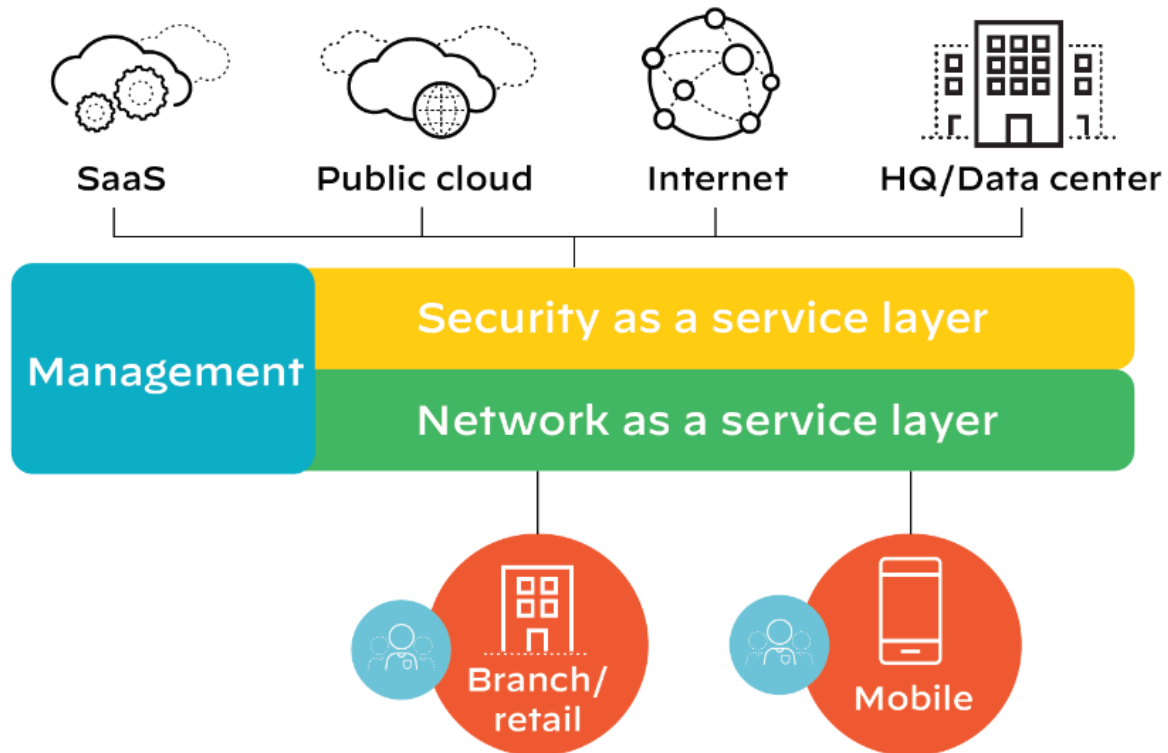 SaaS
Public cloud
Internet
HQ/Data center
Management
Security as a service layer
Network as a service layer
Branch/
retail
Mobile